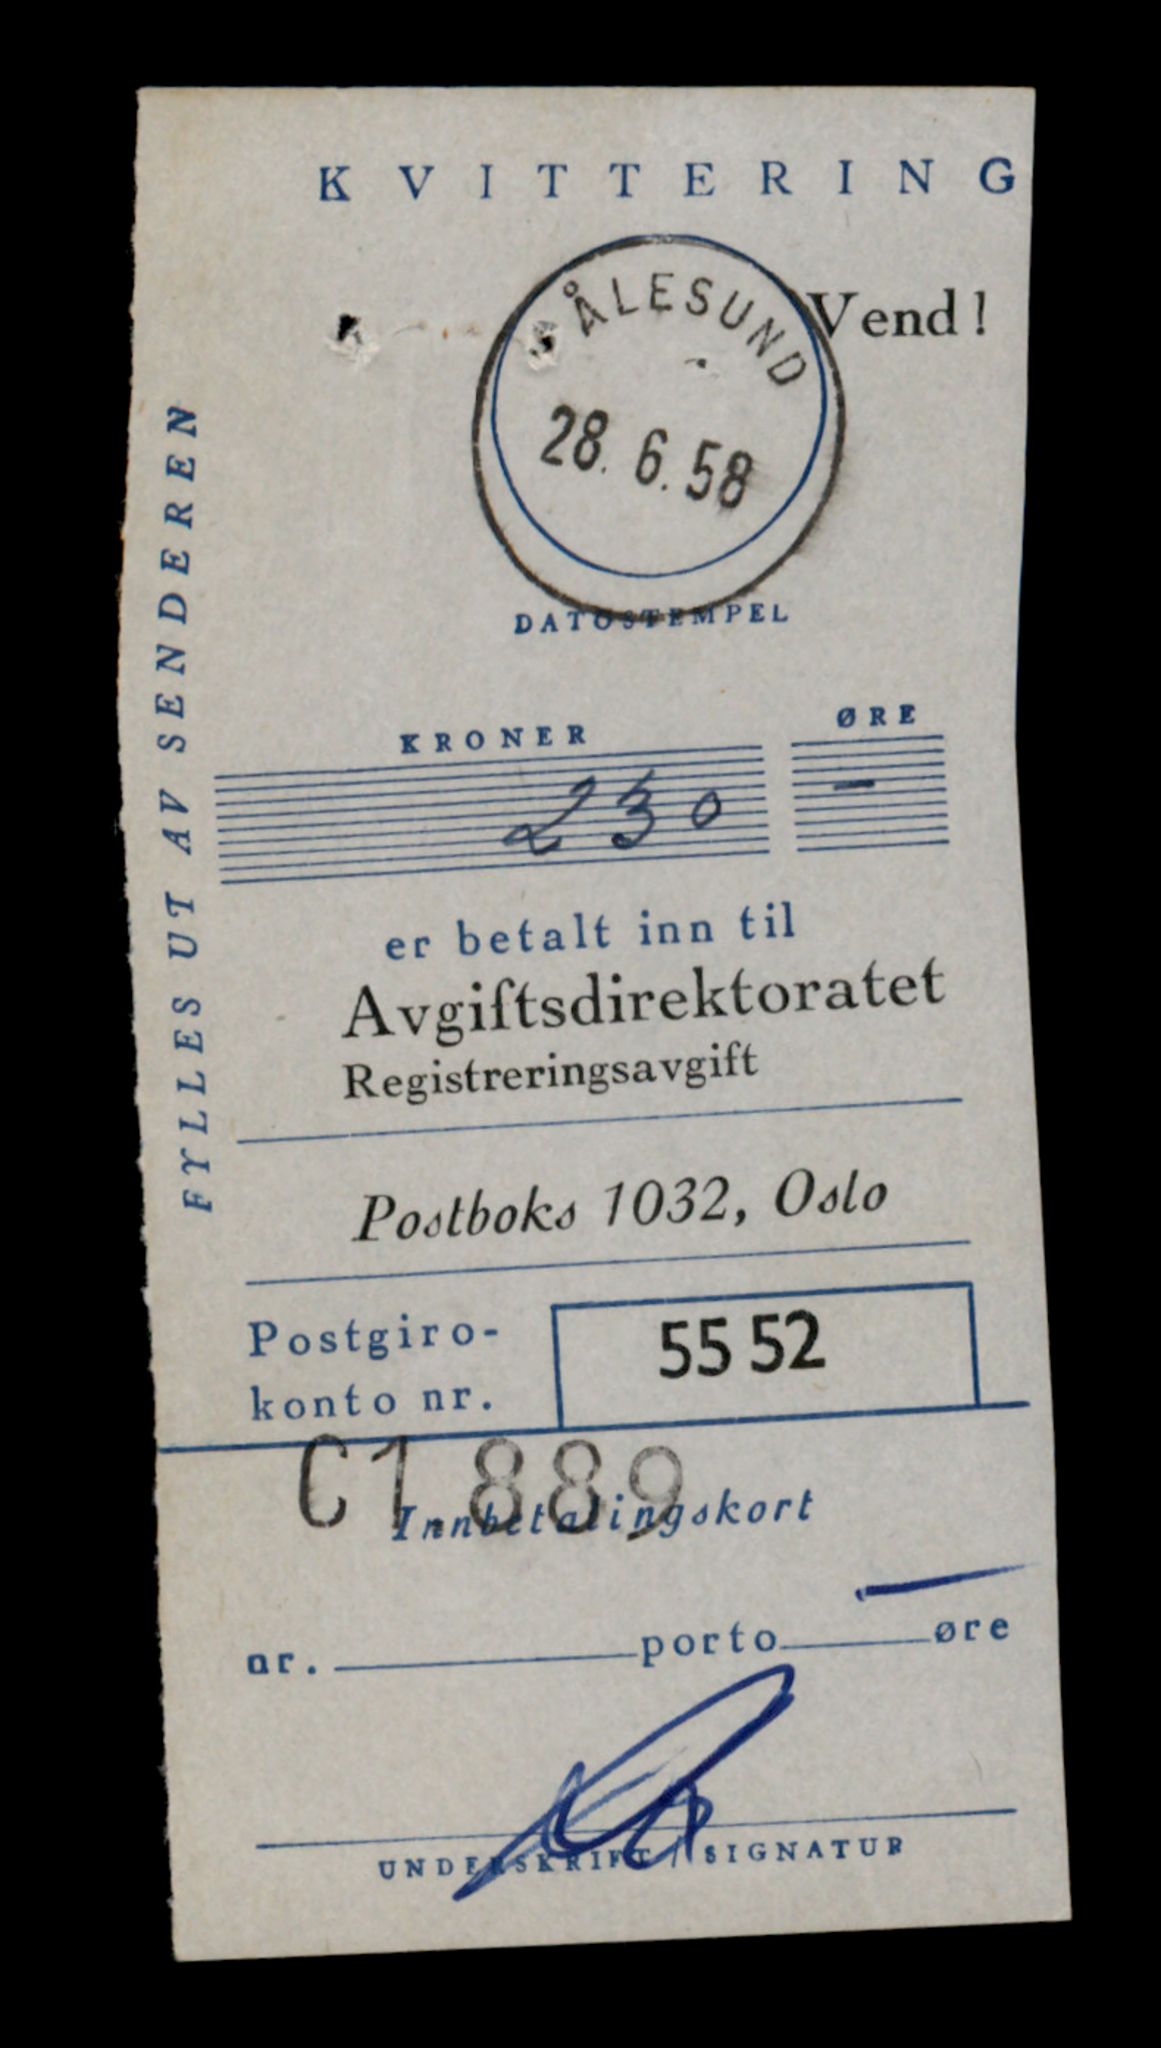 KVITTERING
ÅLESUND
Vend!
28. 6. 58
DATOSTEMPEL
FYLLES UT AV SENDEREN
KRONER
ØRE
230 —
er betalt inn til
Avgiftsdirektoratet
Registreringsavgift
Postboks 1032, Oslo
Postgiro-
konto nr.
55 52
C1.889
Innbetalingskort
—
nr. porto øre
UNDERSKRIFT / SIGNATUR